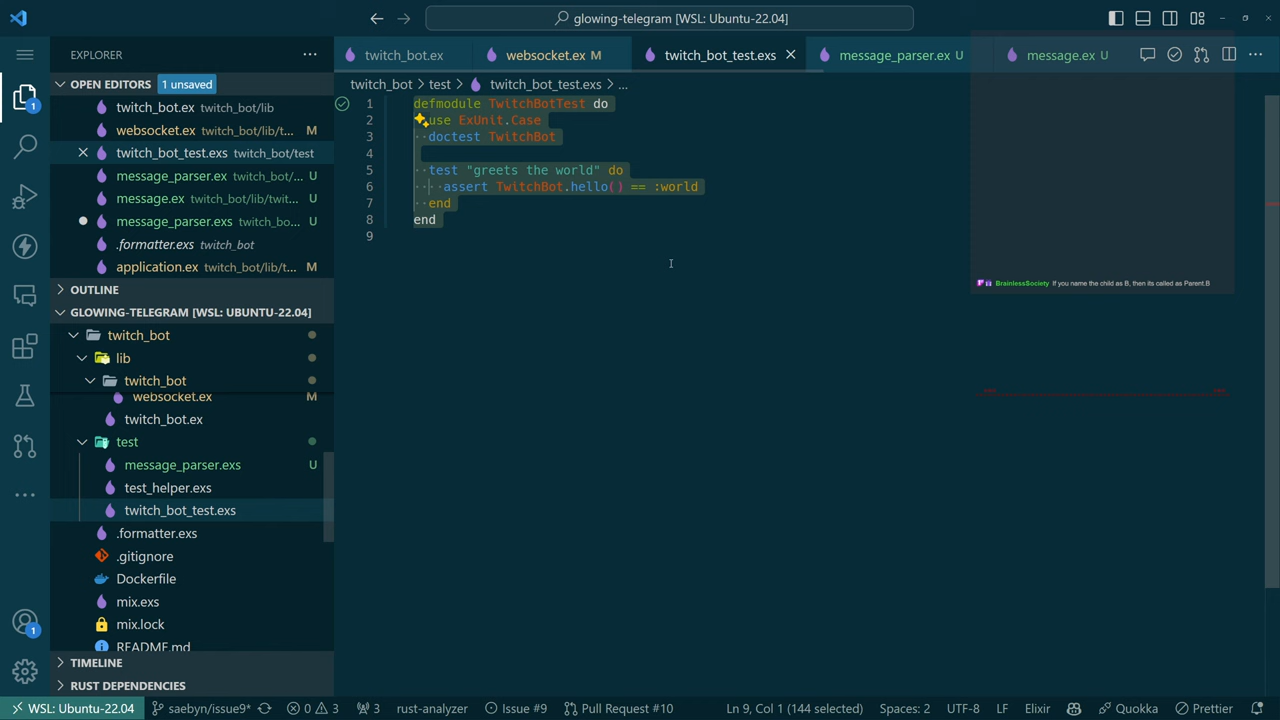 glowing-telegram [WSL: Ubuntu-22.04]
EXPLORER
twitch_bot.ex
websocket.ex M
twitch_bot_test.exs
message_parser.ex U
message.ex U
OPEN EDITORS
1 unsaved
twitch_bot > test > twitch_bot_test.exs > ...
twitch_bot.ex twitch_bot/lib
websocket.ex twitch_bot/lib/t... M
twitch_bot_test.exs twitch_bot/test
message_parser.ex twitch_bot/... U
message.ex twitch_bot/lib/twit... U
message_parser.exs twitch_bo... U
.formatter.exs twitch_bot
application.ex twitch_bot/lib/t... M
OUTLINE
GLOWING-TELEGRAM [WSL: UBUNTU-22.04]
twitch_bot
lib
twitch_bot
websocket.ex M
twitch_bot.ex
test
message_parser.exs U
test_helper.exs
twitch_bot_test.exs
.formatter.exs
.gitignore
Dockerfile
mix.exs
mix.lock
README.md
TIMELINE
RUST DEPENDENCIES
1 defmodule TwitchBotTest do
2 use ExUnit.Case
3 doctest TwitchBot
4
5 test "greets the world" do
6 assert TwitchBot.hello() == :world
7 end
8 end
9
BrainlessSociety If you name the child as B, then its called as Parent.B
1
1
WSL: Ubuntu-22.04 saebyn/issue9* 0 3 3 rust-analyzer Issue #9 Pull Request #10 Ln 9, Col 1 (144 selected) Spaces: 2 UTF-8 LF Elixir Quokka Prettier